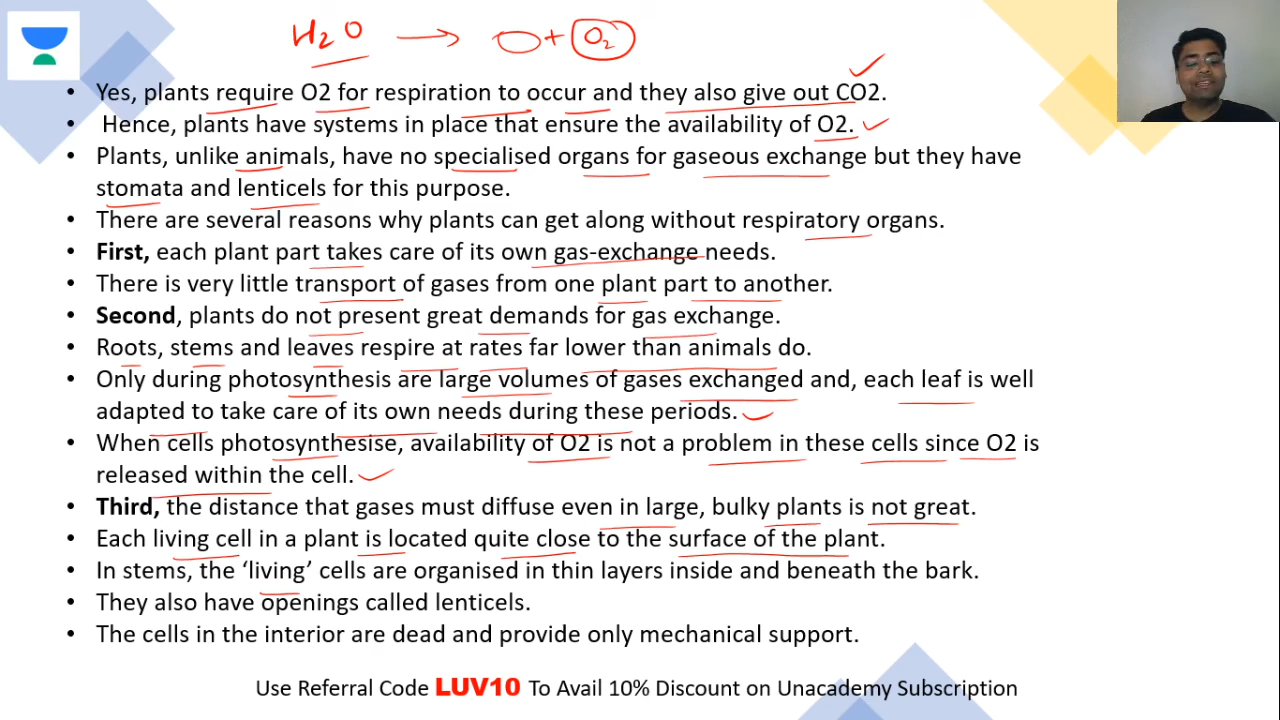 H2O → O + O2
• Yes, plants require O2 for respiration to occur and they also give out CO2.
• Hence, plants have systems in place that ensure the availability of O2.
• Plants, unlike animals, have no specialised organs for gaseous exchange but they have
stomata and lenticels for this purpose.
• There are several reasons why plants can get along without respiratory organs.
• First, each plant part takes care of its own gas-exchange needs.
• There is very little transport of gases from one plant part to another.
• Second, plants do not present great demands for gas exchange.
• Roots, stems and leaves respire at rates far lower than animals do.
• Only during photosynthesis are large volumes of gases exchanged and, each leaf is well
adapted to take care of its own needs during these periods.
• When cells photosynthesise, availability of O2 is not a problem in these cells since O2 is
released within the cell.
• Third, the distance that gases must diffuse even in large, bulky plants is not great.
• Each living cell in a plant is located quite close to the surface of the plant.
• In stems, the ‘living’ cells are organised in thin layers inside and beneath the bark.
• They also have openings called lenticels.
• The cells in the interior are dead and provide only mechanical support.
Use Referral Code LUV10 To Avail 10% Discount on Unacademy Subscription